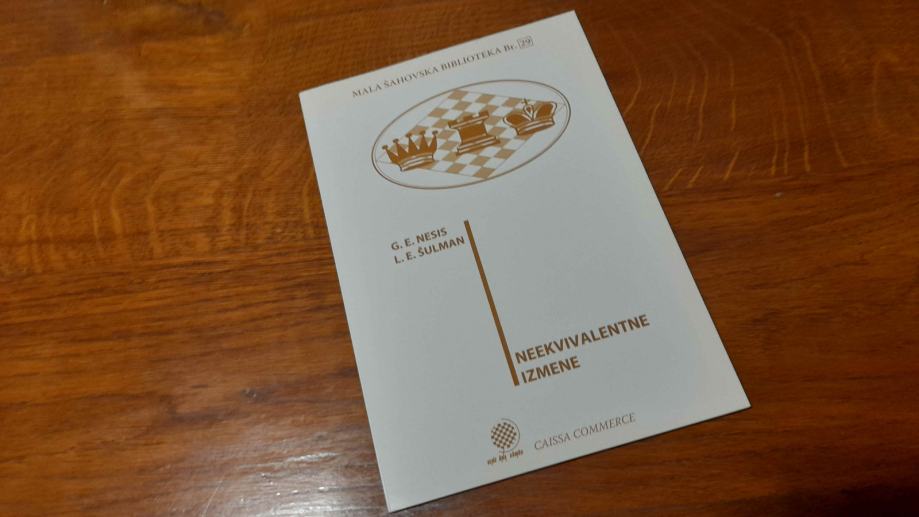 MALA ŠAHOVSKA BIBLIOTEKA Br. 29
G. E. NESIS
L. E. ŠULMAN
NEEKVIVALENTNE
IZMENE
CAISSA COMMERCE